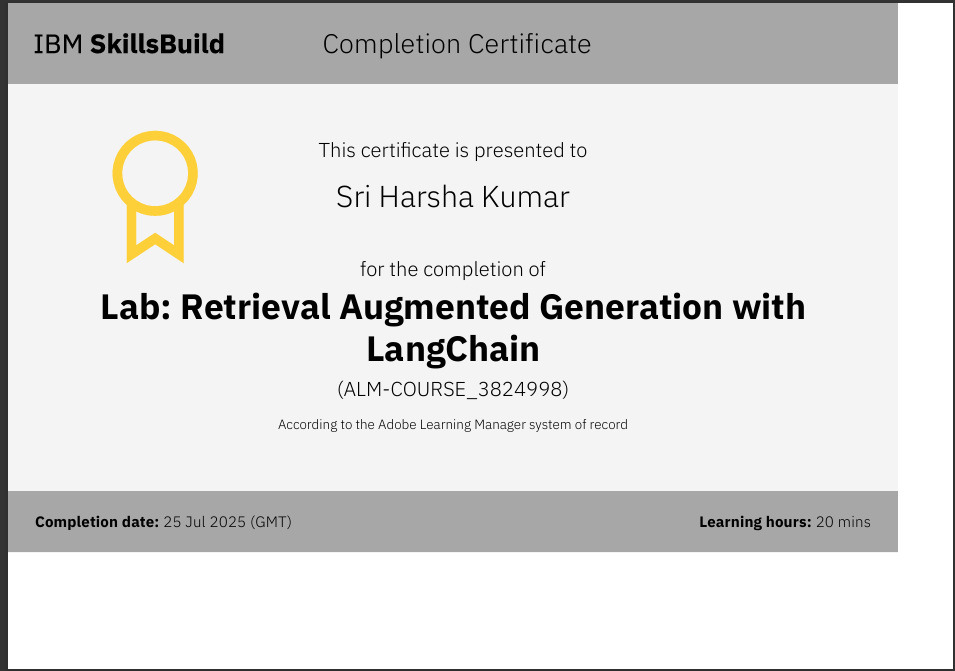 IBM SkillsBuild
Completion Certificate
This certificate is presented to
Sri Harsha Kumar
for the completion of
Lab: Retrieval Augmented Generation with
LangChain
(ALM-COURSE_3824998)
According to the Adobe Learning Manager system of record
Completion date: 25 Jul 2025 (GMT)
Learning hours: 20 mins